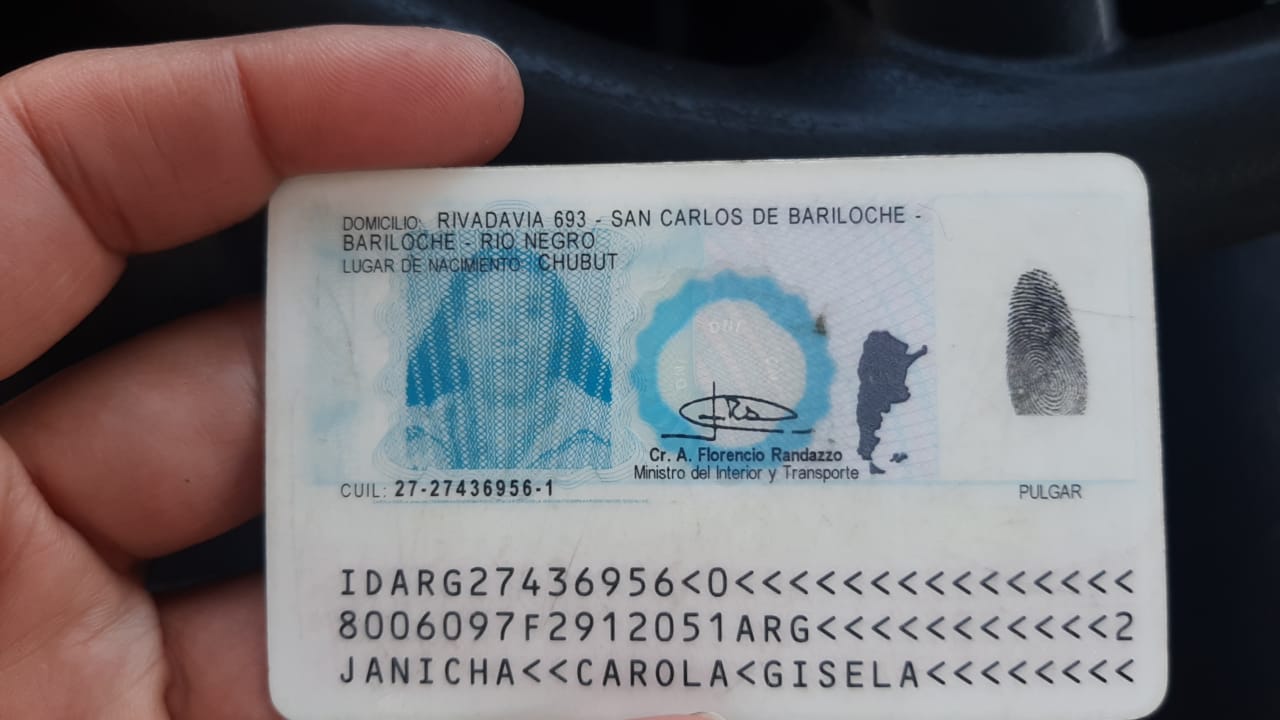 DOMICILIO: RIVADAVIA 693 - SAN CARLOS DE BARILOCHE -
BARILOCHE - RIO NEGRO
LUGAR DE NACIMIENTO: CHUBUT
DNI
Cr. A. Florencio Randazzo
Ministro del Interior y Transporte
CUIL: 27-27436956-1
PULGAR
IDARG27436956<0<<<<<<<<<<<<<<<
8006097F2912051ARG<<<<<<<<<<<2
JANICHA<<CAROLA<GISELA<<<<<<<<